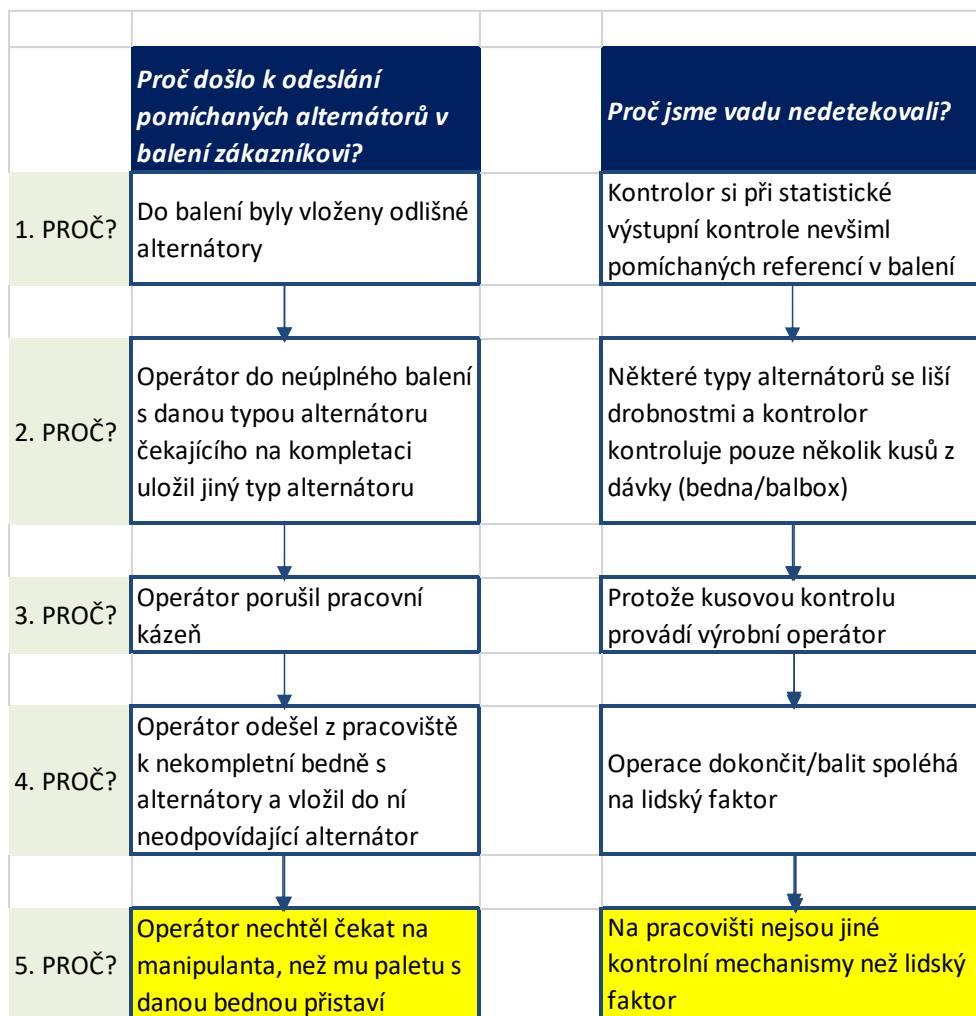 Proč došlo k odeslání
pomíchaných alternátorů v
balení zákazníkovi?
Proč jsme vadu nedetekovali?
1. PROČ?
Do balení byly vloženy odlišné
alternátory
Kontrolor si při statistické
výstupní kontrole nevšiml
pomíchaných referencí v balení
2. PROČ?
Operátor do neúplného balení
s danou typou alternátoru
čekajícího na kompletaci
uložil jiný typ alternátoru
Některé typy alternátorů se liší
drobnostmi a kontrolor
kontroluje pouze několik kusů z
dávky (bedna/balbox)
3. PROČ?
Operátor porušil pracovní
kázeň
Protože kusovou kontrolu
provádí výrobní operátor
4. PROČ?
Operátor odešel z pracoviště
k nekompletní bedně s
alternátory a vložil do ní
neodpovídající alternátor
Operace dokončit/balit spoléhá
na lidský faktor
5. PROČ?
Operátor nechtěl čekat na
manipulanta, než mu paletu s
danou bednou přistaví
Na pracovišti nejsou jiné
kontrolní mechanismy než lidský
faktor